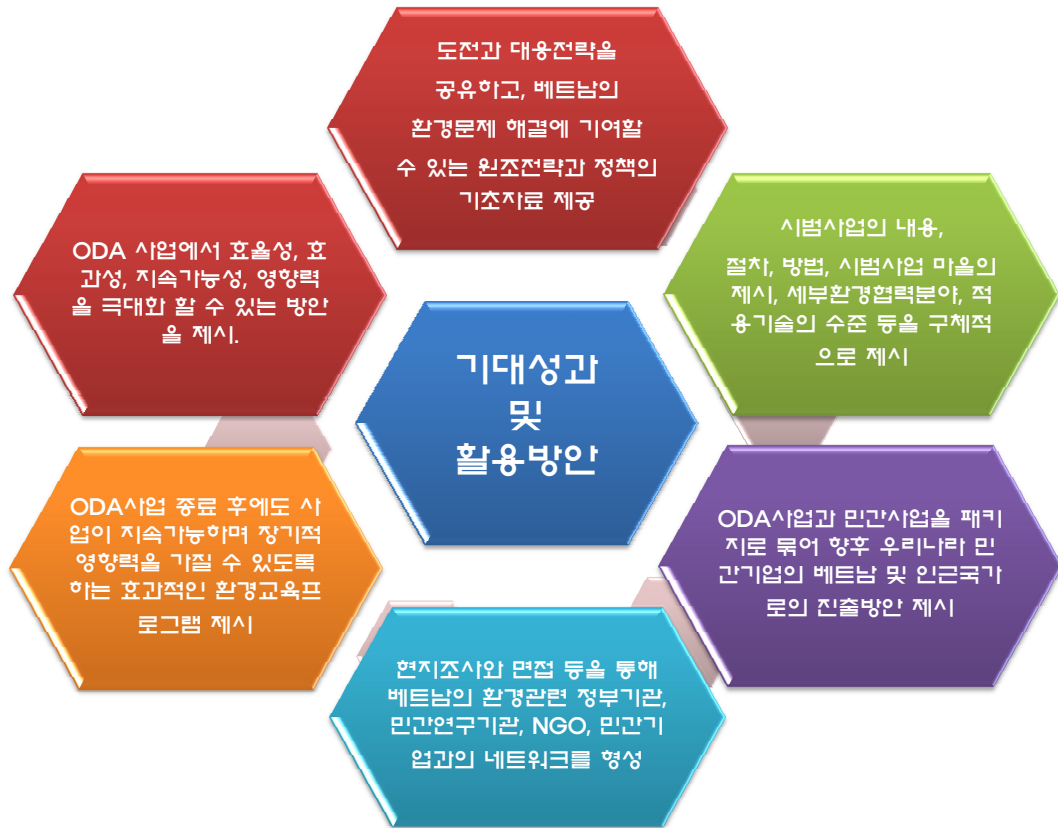 도전과 대응전략을
공유하고, 베트남의
환경문제 해결에 기여할
수 있는 원조전략과 정책의
기초자료 제공
시범사업의 내용,
절차, 방법, 시범사업 마을의
제시, 세부환경협력분야, 적
용기술의 수준 등을 구체적
으로 제시
ODA 사업에서 효율성, 효
과성, 지속가능성, 영향력
을 극대화 할 수 있는 방안
을 제시.
기대성과
및
활용방안
ODA사업 종료 후에도 사
업이 지속가능하며 장기적
영향력을 가질 수 있도록
하는 효과적인 환경교육프
로그램 제시
ODA사업과 민간사업을 패키
지로 묶어 향후 우리나라 민
간기업의 베트남 및 인근국가
로의 진출방안 제시
현지조사와 면접 등을 통해
베트남의 환경관련 정부기관,
민간연구기관, NGO, 민간기
업과의 네트워크를 형성